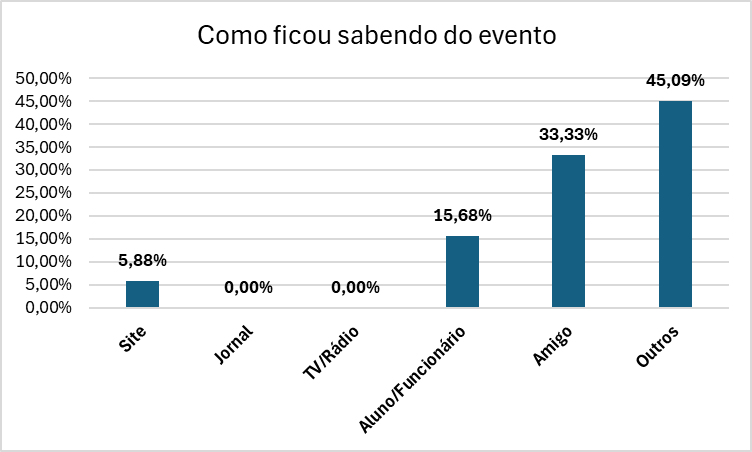 Como ficou sabendo do evento
50,00%
45,00%
40,00%
35,00%
30,00%
25,00%
20,00%
15,00%
10,00%
5,00%
0,00%
5,88%
0,00%
0,00%
15,68%
33,33%
45,09%
Site
Jornal
TV/Rádio
Aluno/Funcionário
Amigo
Outros